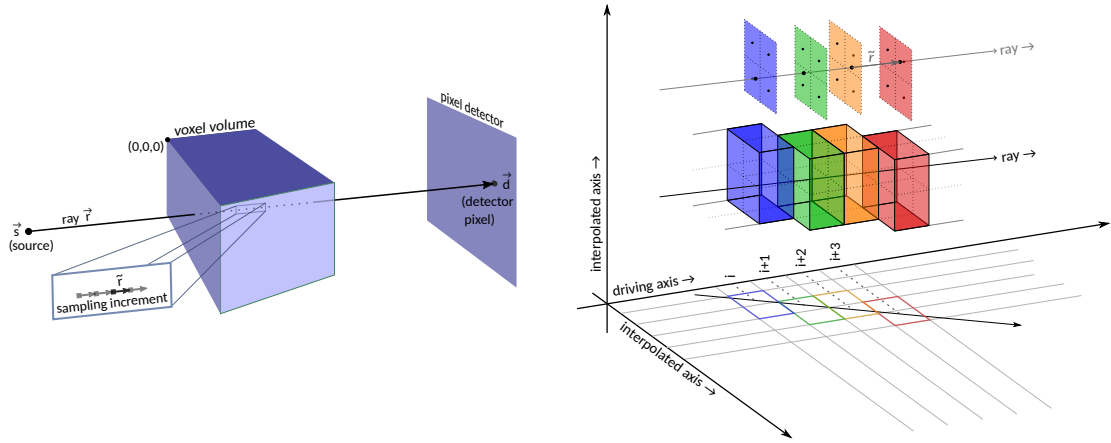 pixel detector
voxel volume
(0,0,0)
d⃗
(detector
pixel)
ray r⃗
s⃗
(source)
r̃
sampling increment
ray →
r̃
ray →
interpolated axis →
i
i+1
i+2
i+3
driving axis →
interpolated axis →